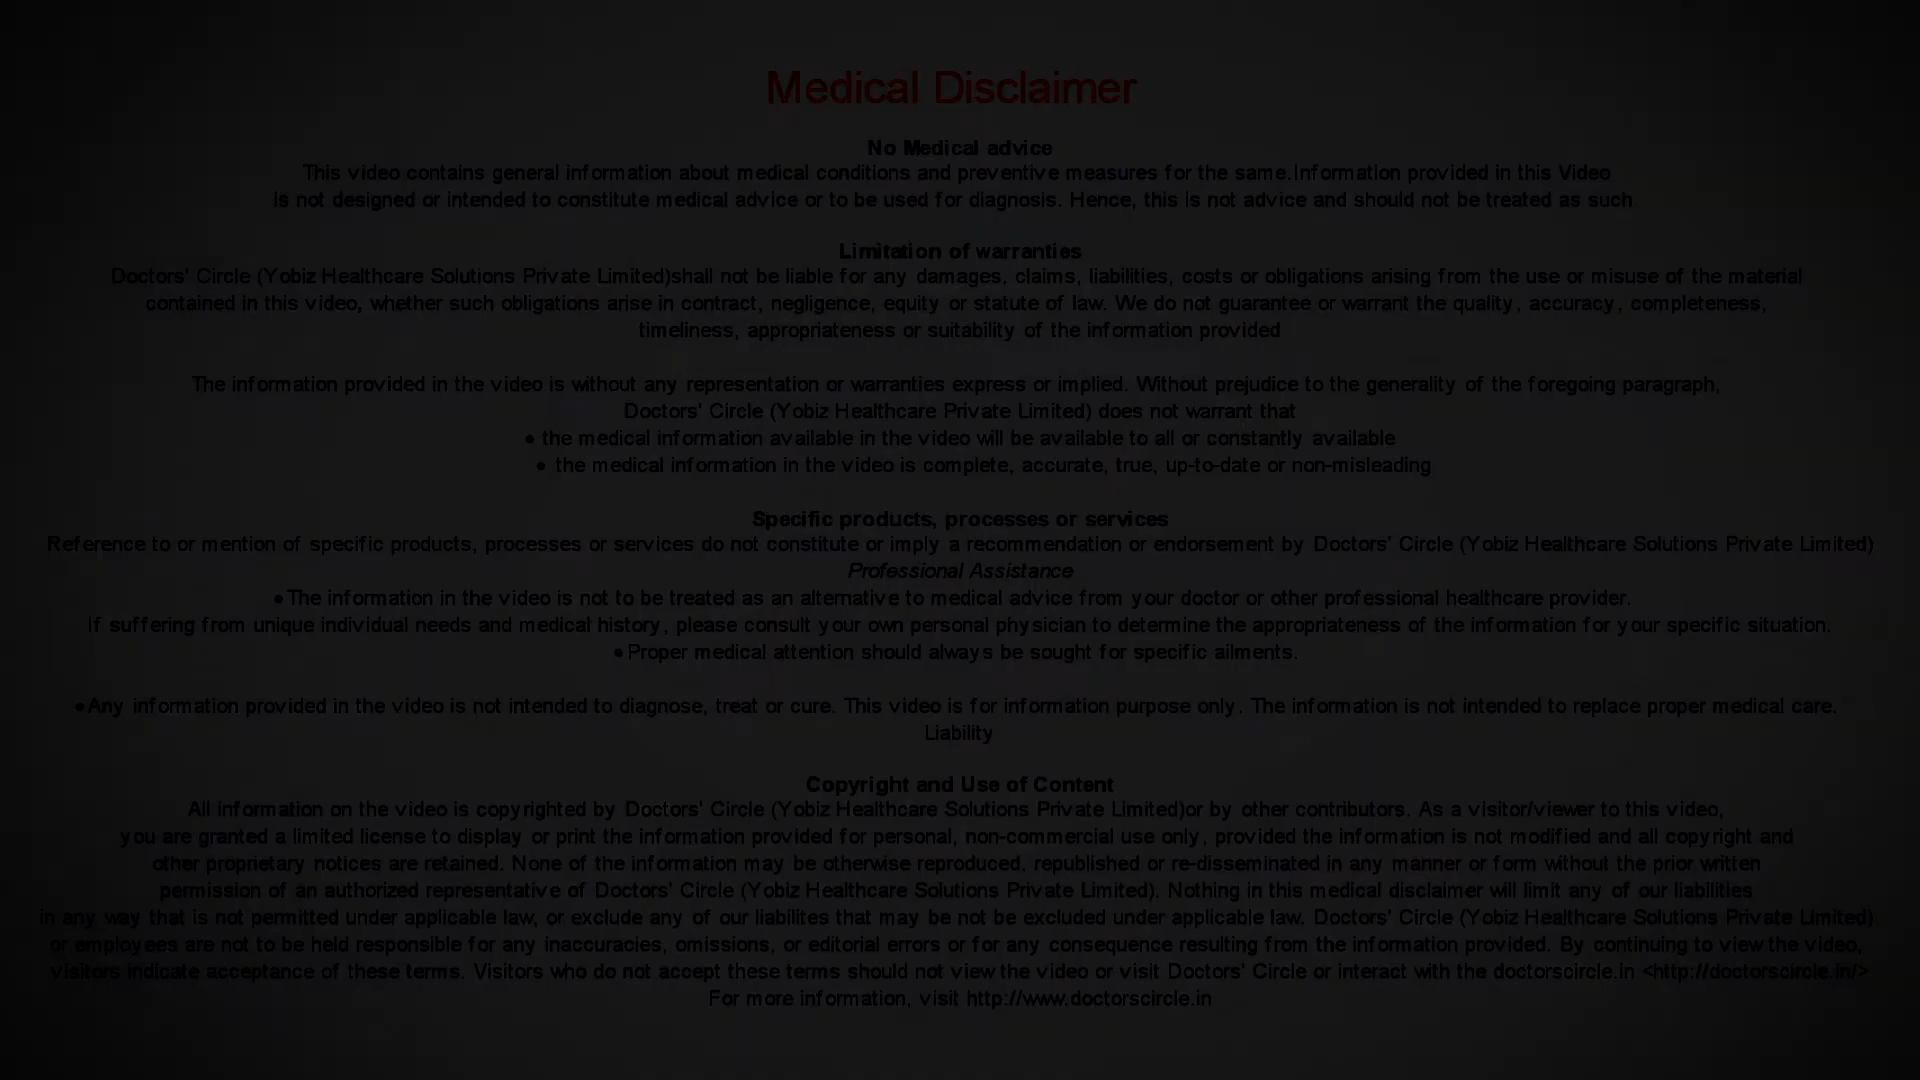 Medical Disclaimer
No Medical advice
This video contains general information about medical conditions and preventive measures for the same.Information provided in this Video
is not designed or intended to constitute medical advice or to be used for diagnosis. Hence, this is not advice and should not be treated as such
Limitation of warranties
Doctors' Circle (Yobiz Healthcare Solutions Private Limited)shall not be liable for any damages, claims, liabilities, costs or obligations arising from the use or misuse of the material
contained in this video, whether such obligations arise in contract, negligence, equity or statute of law. We do not guarantee or warrant the quality, accuracy, completeness,
timeliness, appropriateness or suitability of the information provided
The information provided in the video is without any representation or warranties express or implied. Without prejudice to the generality of the foregoing paragraph,
Doctors' Circle (Yobiz Healthcare Private Limited) does not warrant that
• the medical information available in the video will be available to all or constantly available
• the medical information in the video is complete, accurate, true, up-to-date or non-misleading
Specific products, processes or services
Reference to or mention of specific products, processes or services do not constitute or imply a recommendation or endorsement by Doctors' Circle (Yobiz Healthcare Solutions Private Limited)
Professional Assistance
•The information in the video is not to be treated as an alternative to medical advice from your doctor or other professional healthcare provider.
If suffering from unique individual needs and medical history, please consult your own personal physician to determine the appropriateness of the information for your specific situation.
•Proper medical attention should always be sought for specific ailments.
•Any information provided in the video is not intended to diagnose, treat or cure. This video is for information purpose only. The information is not intended to replace proper medical care.
Liability
Copyright and Use of Content
All information on the video is copyrighted by Doctors' Circle (Yobiz Healthcare Solutions Private Limited)or by other contributors. As a visitor/viewer to this video,
you are granted a limited license to display or print the information provided for personal, non-commercial use only, provided the information is not modified and all copyright and
other proprietary notices are retained. None of the information may be otherwise reproduced, republished or re-disseminated in any manner or form without the prior written
permission of an authorized representative of Doctors' Circle (Yobiz Healthcare Solutions Private Limited). Nothing in this medical disclaimer will limit any of our liabilities
in any way that is not permitted under applicable law, or exclude any of our liabilites that may be not be excluded under applicable law. Doctors' Circle (Yobiz Healthcare Solutions Private Limited)
or employees are not to be held responsible for any inaccuracies, omissions, or editorial errors or for any consequence resulting from the information provided. By continuing to view the video,
visitors indicate acceptance of these terms. Visitors who do not accept these terms should not view the video or visit Doctors' Circle or interact with the doctorscircle.in <http://doctorscircle.in/>
For more information, visit http://www.doctorscircle.in